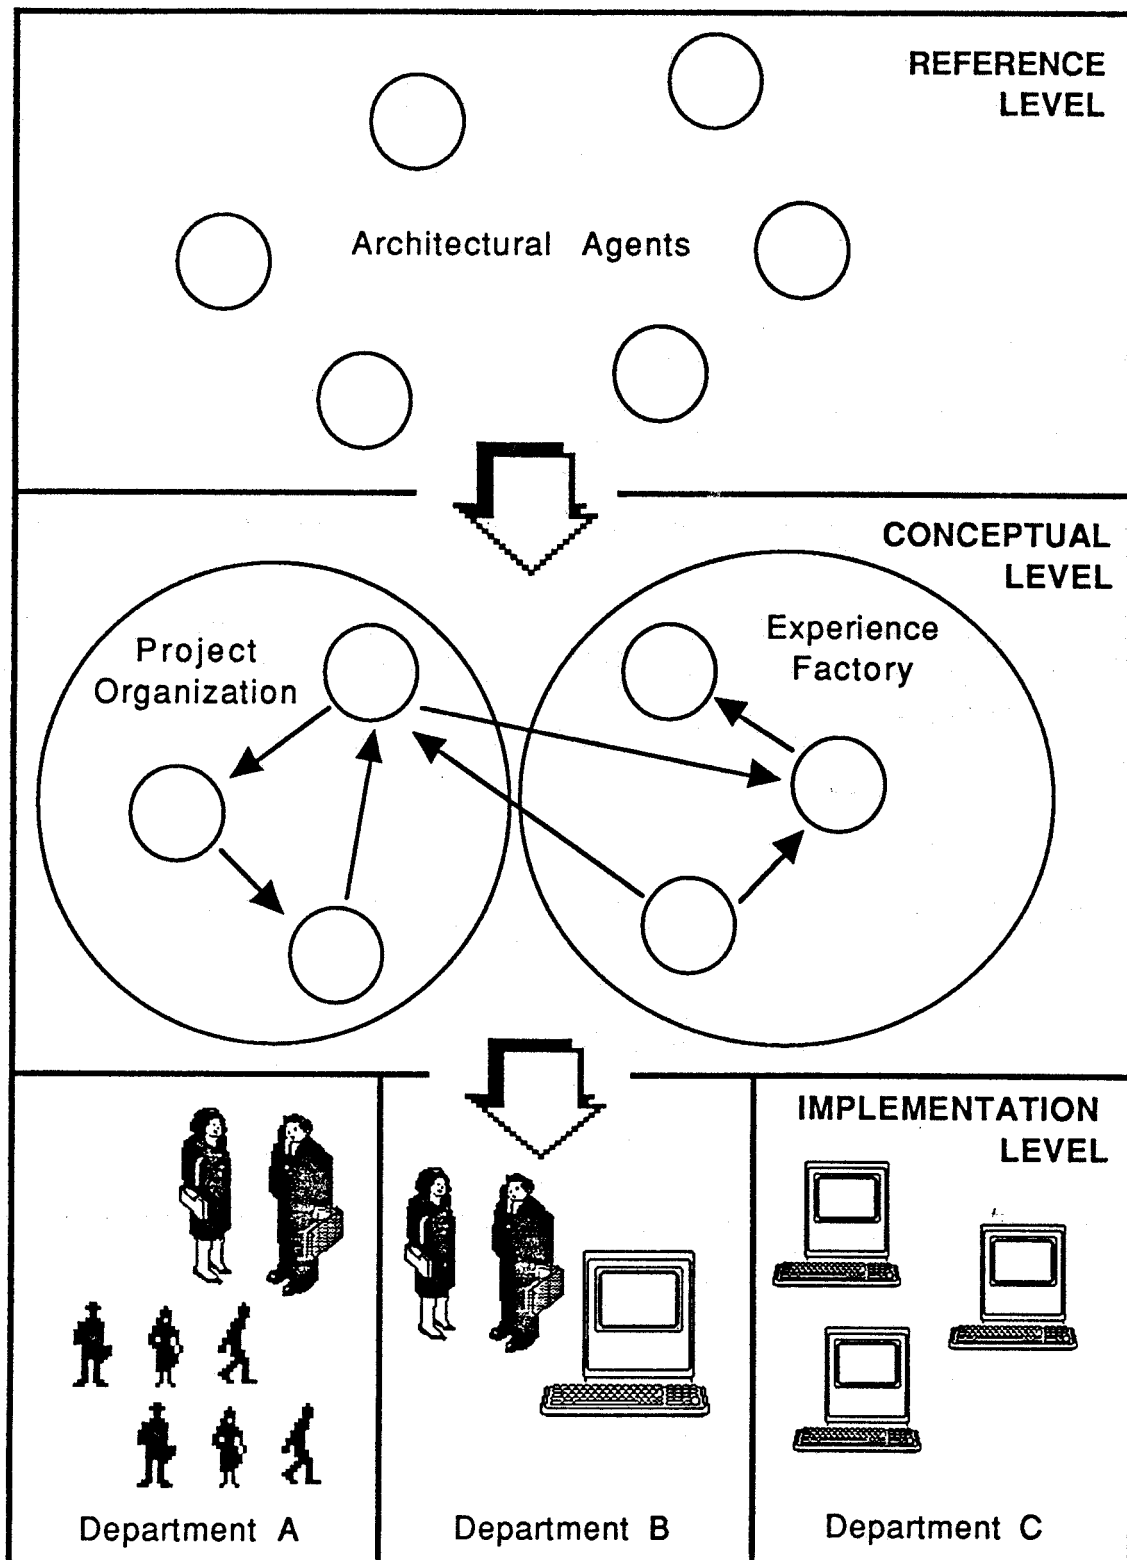 REFERENCE
LEVEL
Architectural Agents
CONCEPTUAL
LEVEL
Project
Organization
Experience
Factory
IMPLEMENTATION
LEVEL
Department A
Department B
Department C